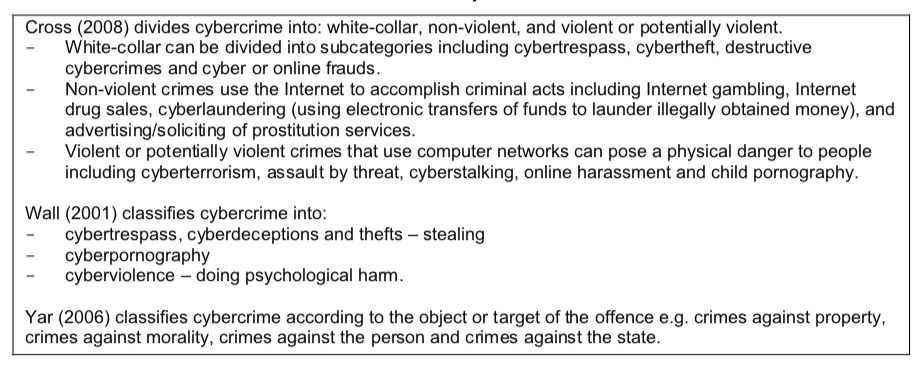 Cross (2008) divides cybercrime into: white-collar, non-violent, and violent or potentially violent.
– White-collar can be divided into subcategories including cybertrespass, cybertheft, destructive
cybercrimes and cyber or online frauds.
– Non-violent crimes use the Internet to accomplish criminal acts including Internet gambling, Internet
drug sales, cyberlaundering (using electronic transfers of funds to launder illegally obtained money), and
advertising/soliciting of prostitution services.
– Violent or potentially violent crimes that use computer networks can pose a physical danger to people
including cyberterrorism, assault by threat, cyberstalking, online harassment and child pornography.
Wall (2001) classifies cybercrime into:
– cybertrespass, cyberdeceptions and thefts – stealing
– cyberpornography
– cyberviolence – doing psychological harm.
Yar (2006) classifies cybercrime according to the object or target of the offence e.g. crimes against property,
crimes against morality, crimes against the person and crimes against the state.